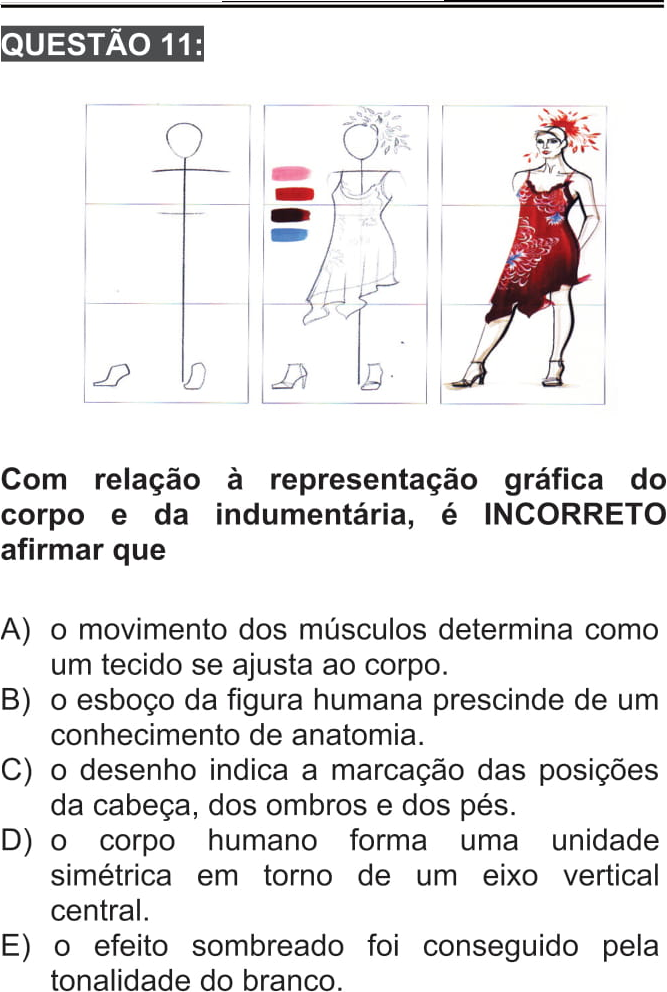 QUESTÃO 11:
Com relação à representação gráfica do
corpo e da indumentária, é INCORRETO
afirmar que
A) o movimento dos músculos determina como
um tecido se ajusta ao corpo.
B) o esboço da figura humana prescinde de um
conhecimento de anatomia.
C) o desenho indica a marcação das posições
da cabeça, dos ombros e dos pés.
D) o corpo humano forma uma unidade
simétrica em torno de um eixo vertical
central.
E) o efeito sombreado foi conseguido pela
tonalidade do branco.